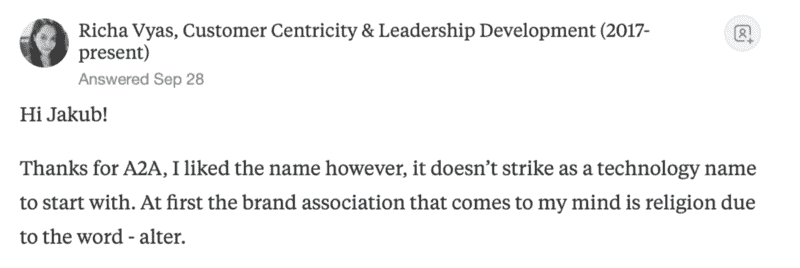 Richa Vyas, Customer Centricity & Leadership Development (2017-
present)
Answered Sep 28
Hi Jakub!
Thanks for A2A, I liked the name however, it doesn’t strike as a technology name
to start with. At first the brand association that comes to my mind is religion due
to the word - alter.